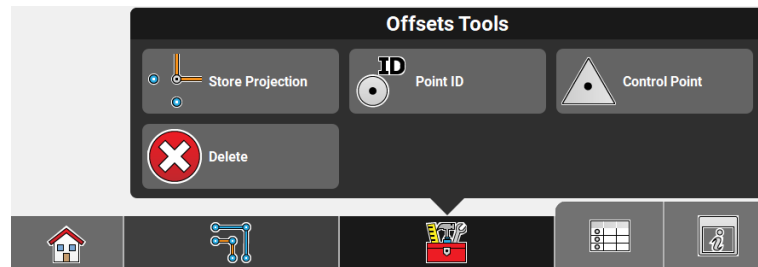 Offsets Tools
Store Projection
ID
Point ID
Control Point
Delete
i